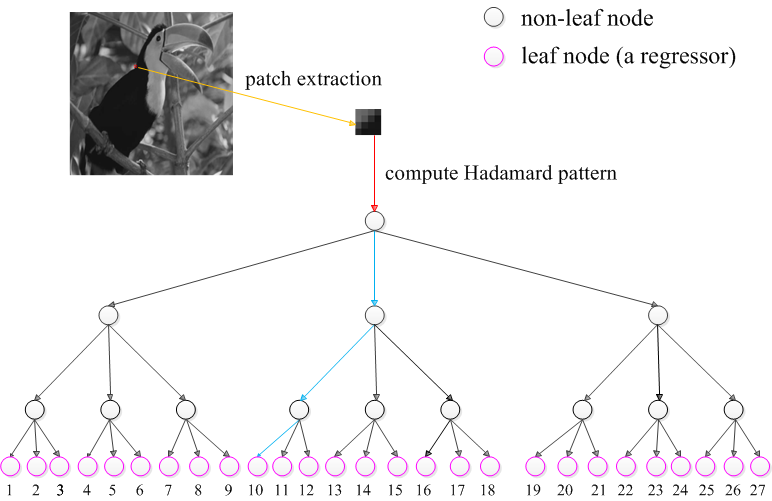 non-leaf node
leaf node (a regressor)
patch extraction
compute Hadamard pattern
1 2 3 4 5 6 7 8 9 10 11 12 13 14 15 16 17 18 19 20 21 22 23 24 25 26 27